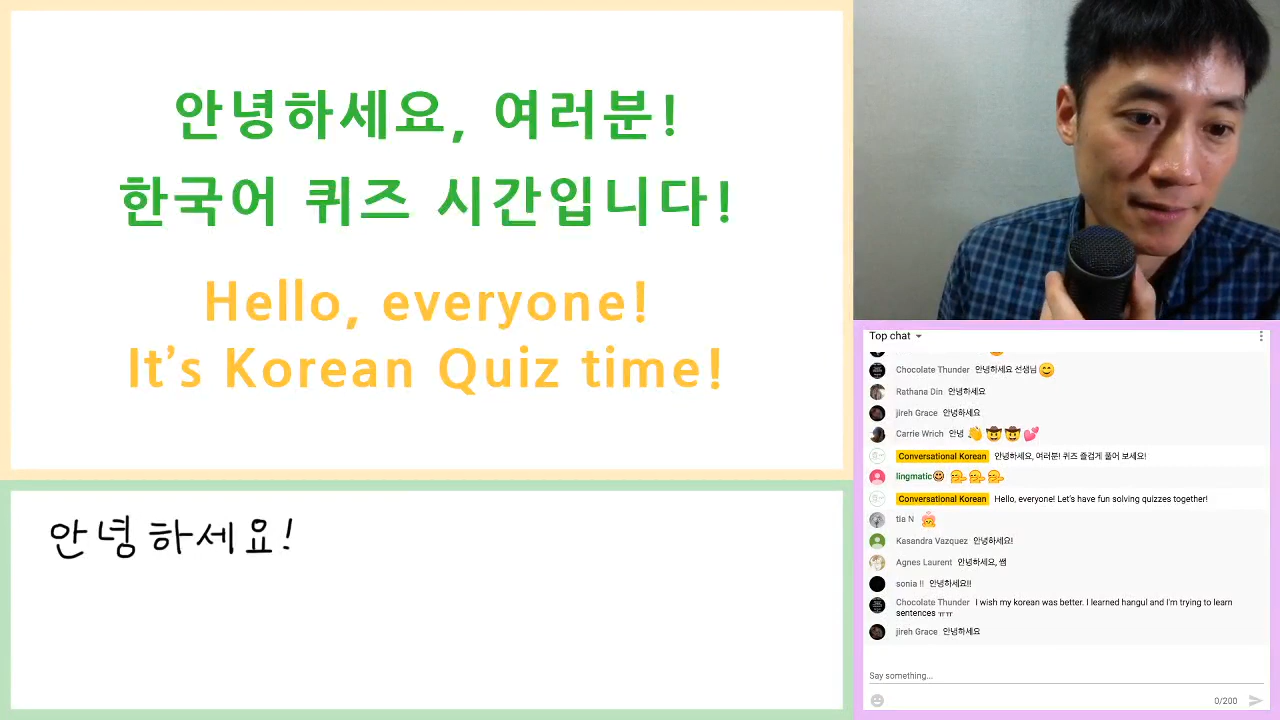 안녕하세요, 여러분!
한국어 퀴즈 시간입니다!
Hello, everyone!
It's Korean Quiz time!
안녕하세요!
Top chat
Chocolate Thunder 안녕하세요 선생님😊
Rathana Din 안녕하세요
jireh Grace 안녕하세요
Carrie Wrich 안녕 👋🤠🤠💕
Conversational Korean 안녕하세요, 여러분! 퀴즈 즐겁게 풀어 보세요!
lingmatic
Conversational Korean Hello, everyone! Let's have fun solving quizzes together!
tia N
Kasandra Vazquez 안녕하세요!
Agnes Laurent 안녕하세요, 쌤
sonia !! 안녕하세요!!
Chocolate Thunder I wish my korean was better. I learned hangul and I'm trying to learn
sentences ㅠㅠ
jireh Grace 안녕하세요
Say something...
0/200